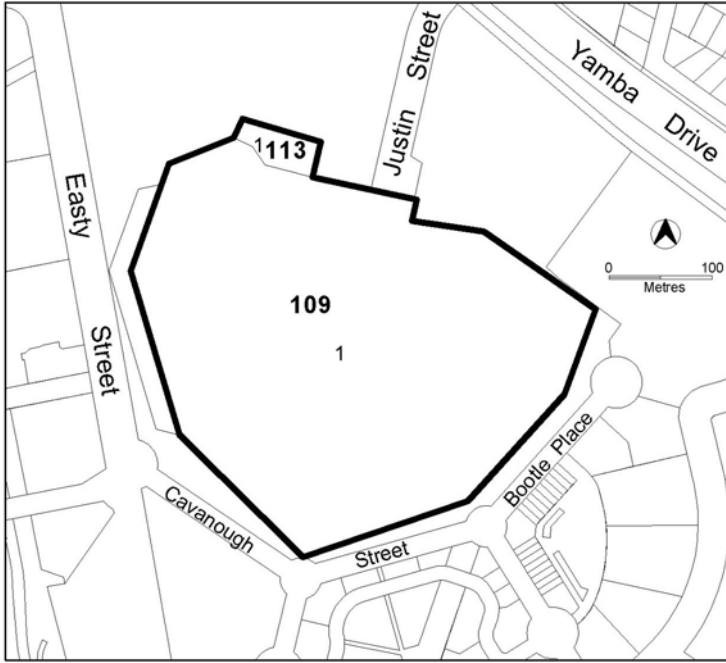 Justin Street
Yamba Drive
1
113
Easty Street
0 100
Metres
109
1
Bootle Place
Cavanough Street